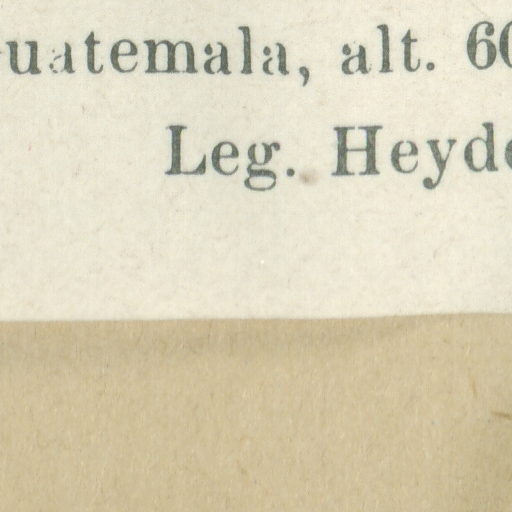 uatemala, alt. 60
Leg. Heyde